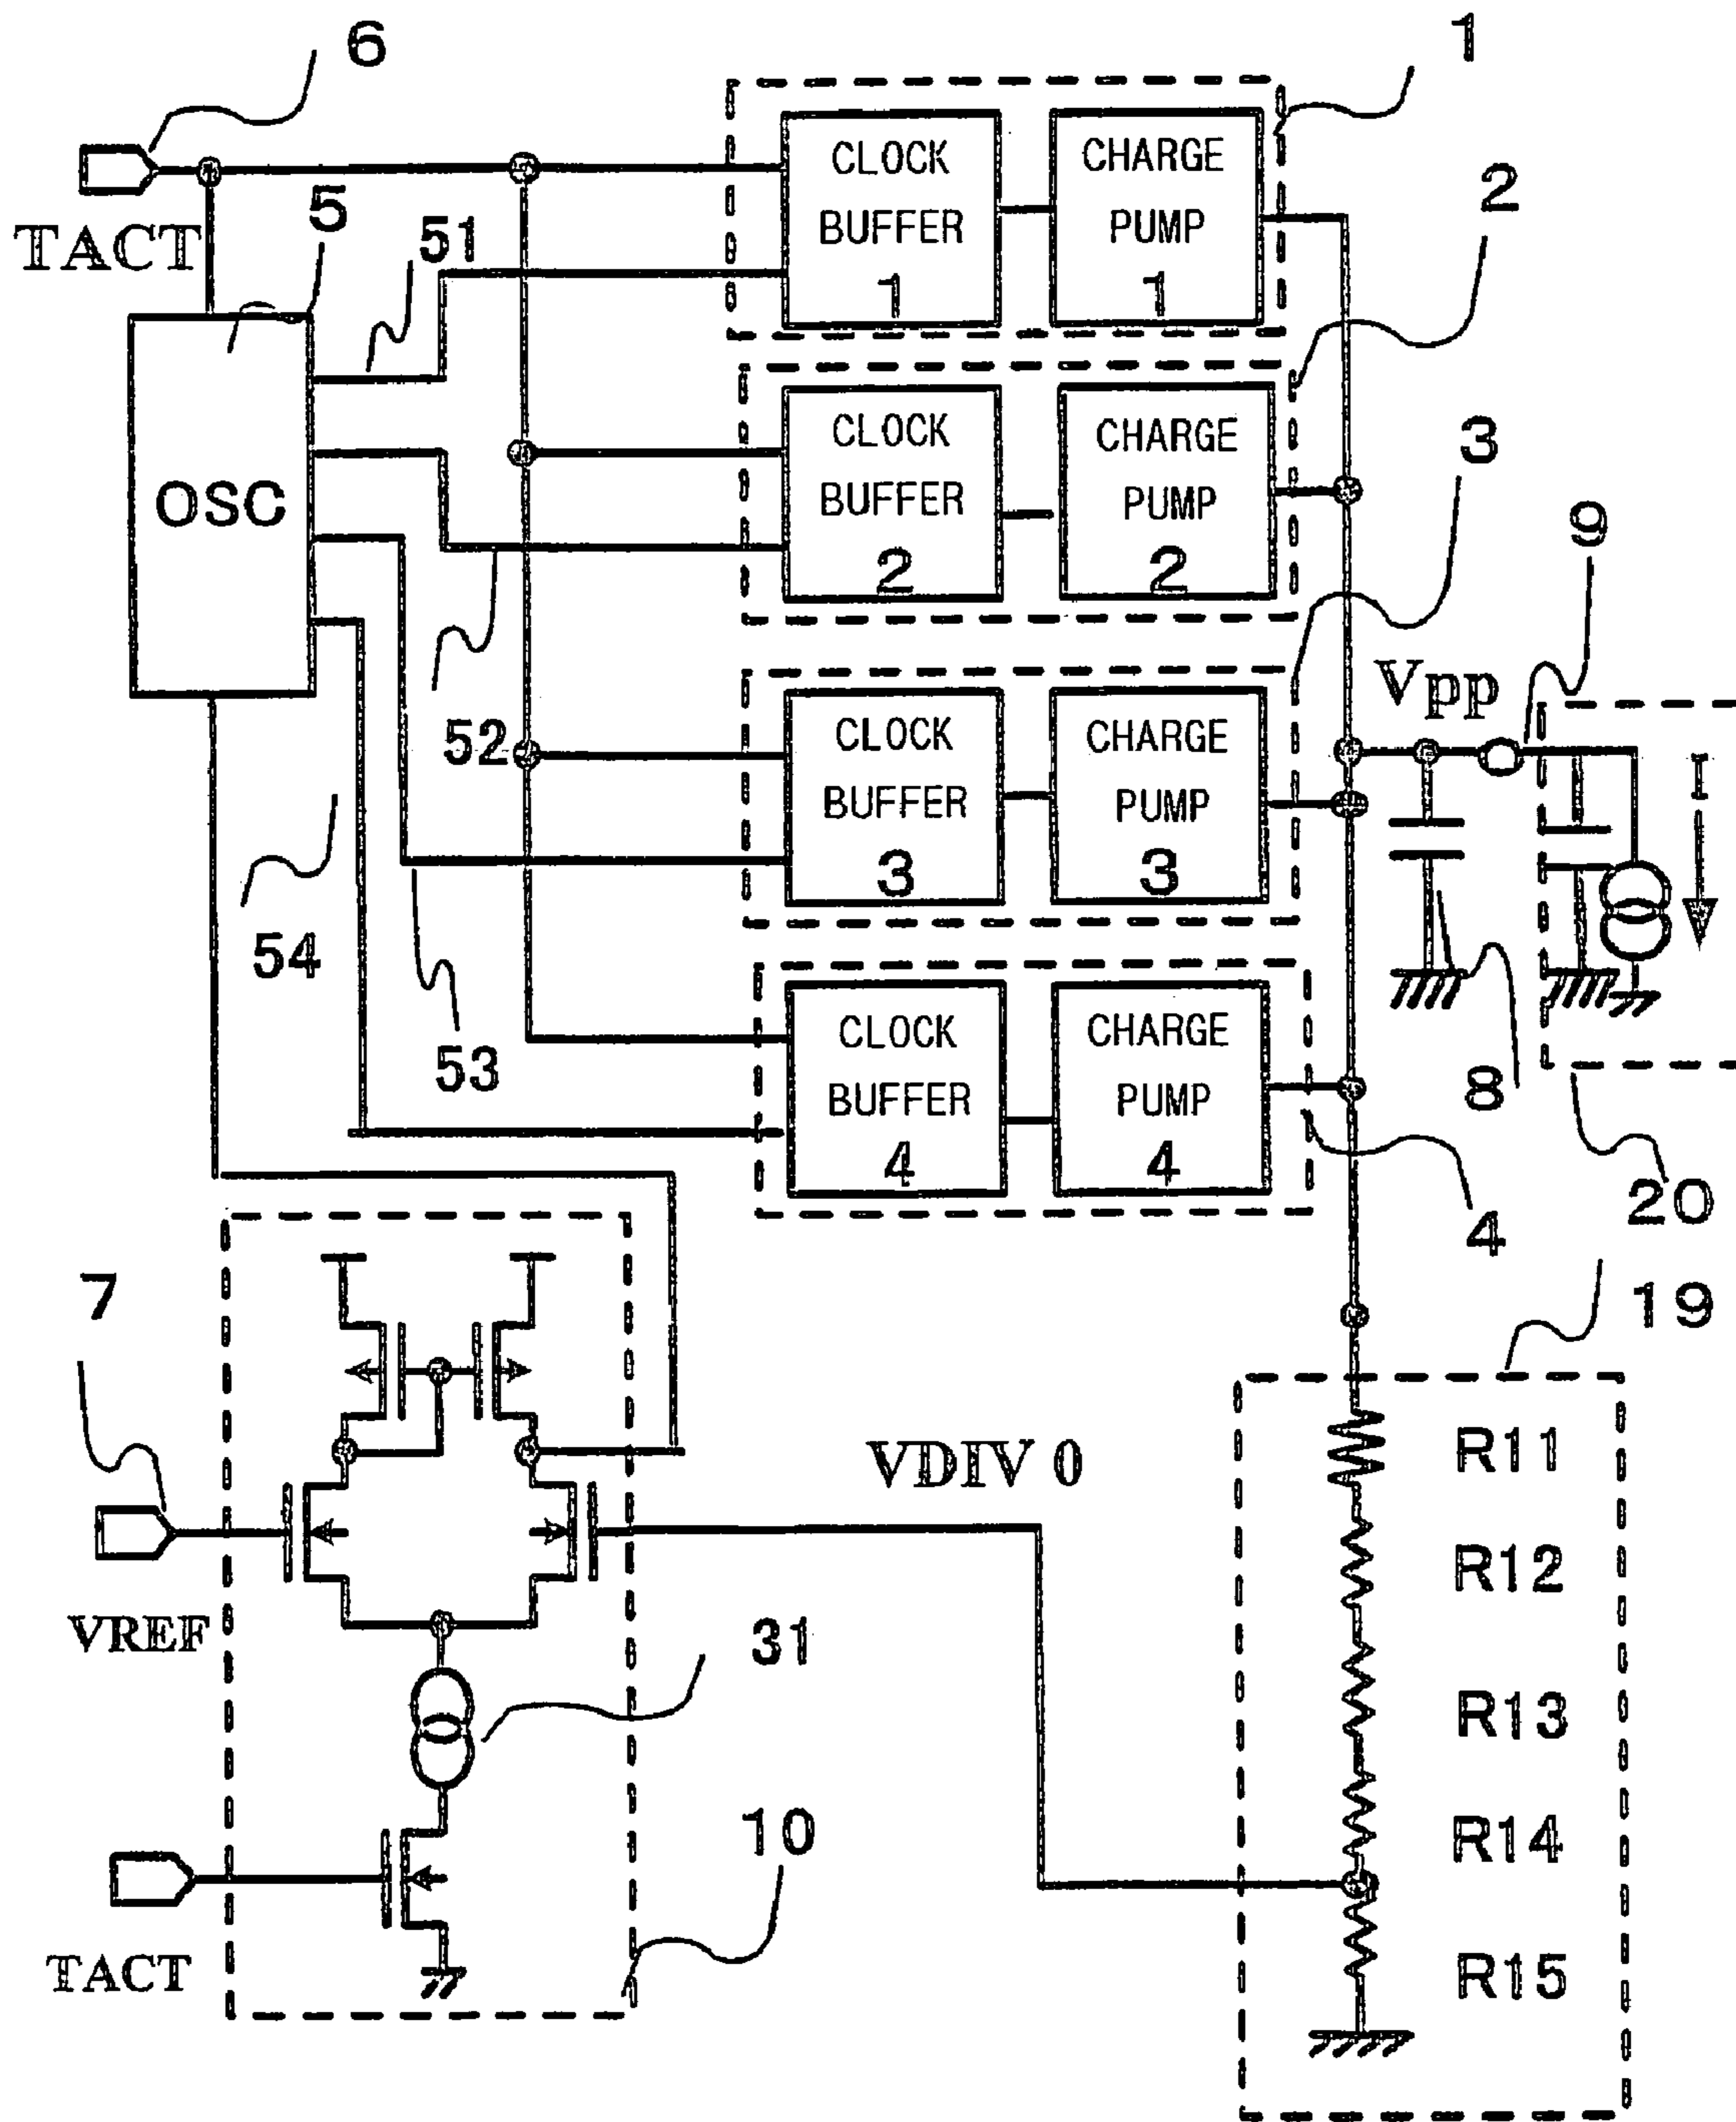 6
1
CLOCK
BUFFER
1
CHARGE
PUMP
1
2
TACT
5
51
CLOCK
BUFFER
2
CHARGE
PUMP
2
3
OSC
9
Vpp
52
CLOCK
BUFFER
3
CHARGE
PUMP
3
I
54
53
CLOCK
BUFFER
4
CHARGE
PUMP
4
8
4
20
7
19
VDIV 0
R11
R12
VREF
31
R13
10
R14
TACT
R15